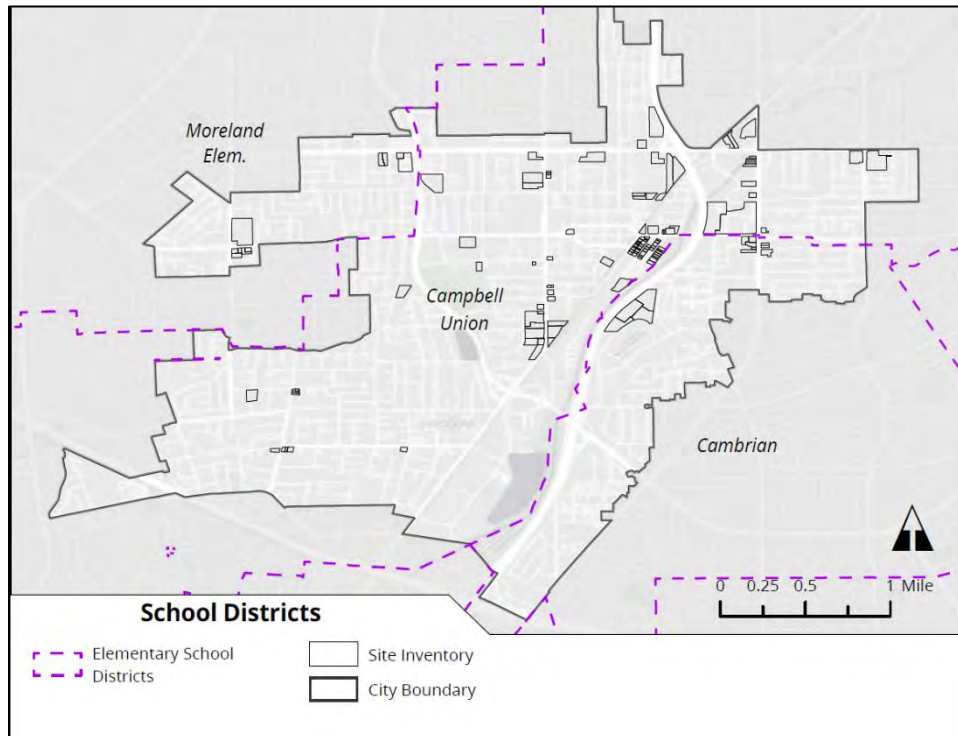 Moreland
Elem.
Campbell
Union
Cambrian
0 0.25 0.5 1 Mile
School Districts
Elementary School
Districts
Site Inventory
City Boundary